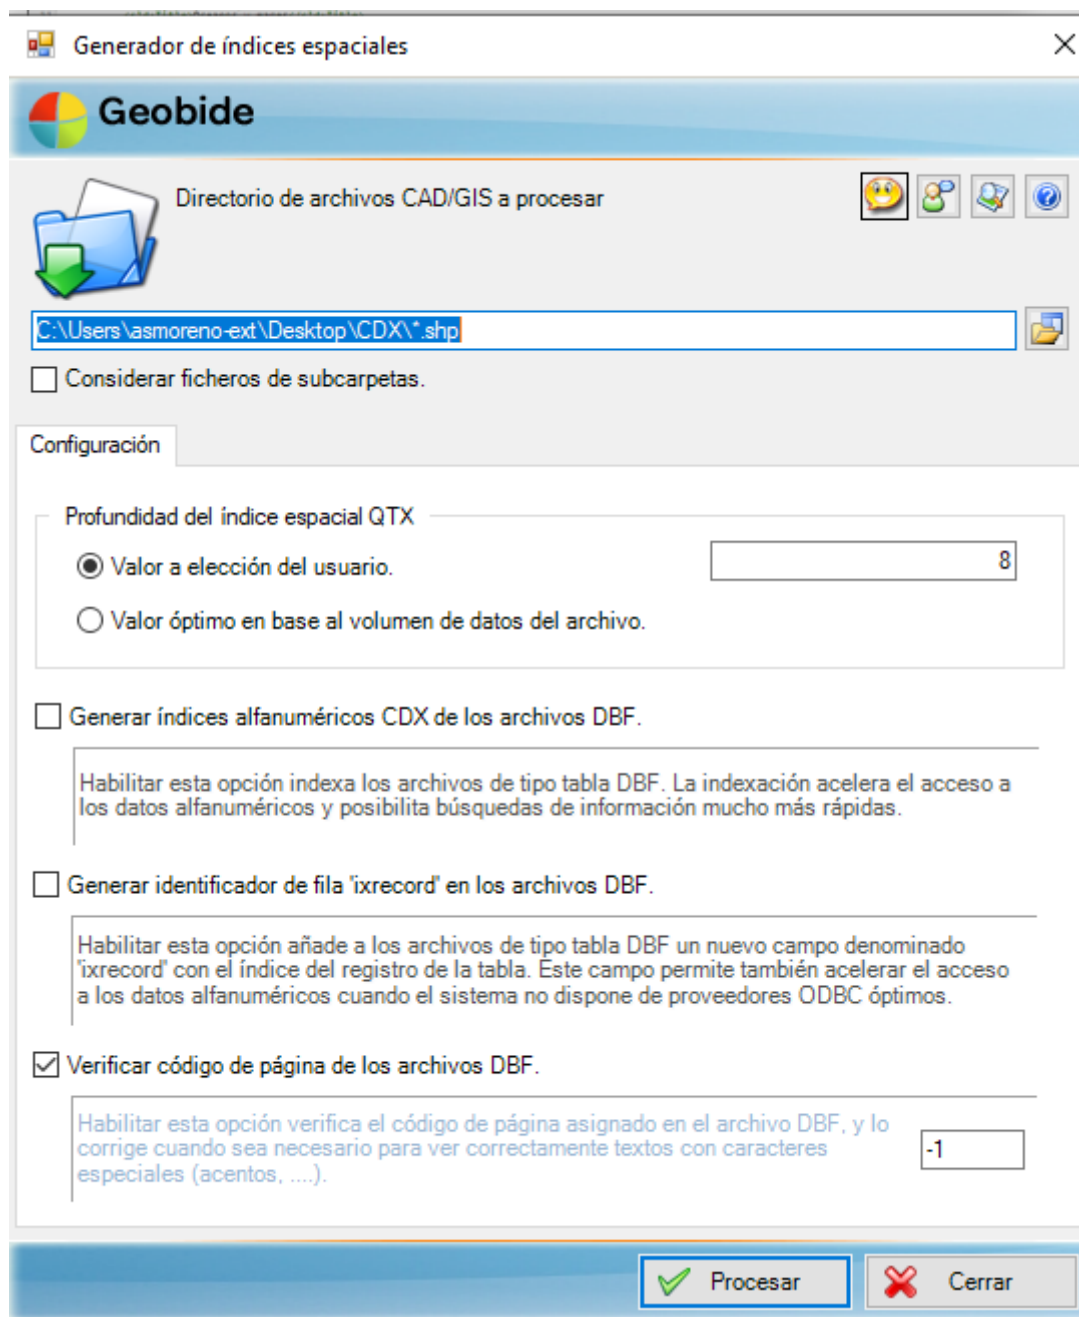 Generador de índices espaciales
Geobide
Directorio de archivos CAD/GIS a procesar
C:\Users\asmoreno-ext\Desktop\CDX\*.shp
Considerar ficheros de subcarpetas.
Configuración
Profundidad del índice espacial QTX
Valor a elección del usuario.
8
Valor óptimo en base al volumen de datos del archivo.
Generar índices alfanuméricos CDX de los archivos DBF.
Habilitar esta opción indexa los archivos de tipo tabla DBF. La indexación acelera el acceso a
los datos alfanuméricos y posibilita búsquedas de información mucho más rápidas.
Generar identificador de fila 'ixrecord' en los archivos DBF.
Habilitar esta opción añade a los archivos de tipo tabla DBF un nuevo campo denominado
'ixrecord' con el índice del registro de la tabla. Este campo permite también acelerar el acceso
a los datos alfanuméricos cuando el sistema no dispone de proveedores ODBC óptimos.
Verificar código de página de los archivos DBF.
Habilitar esta opción verifica el código de página asignado en el archivo DBF, y lo
corrige cuando sea necesario para ver correctamente textos con caracteres
especiales (acentos, ....).
-1
Procesar
Cerrar